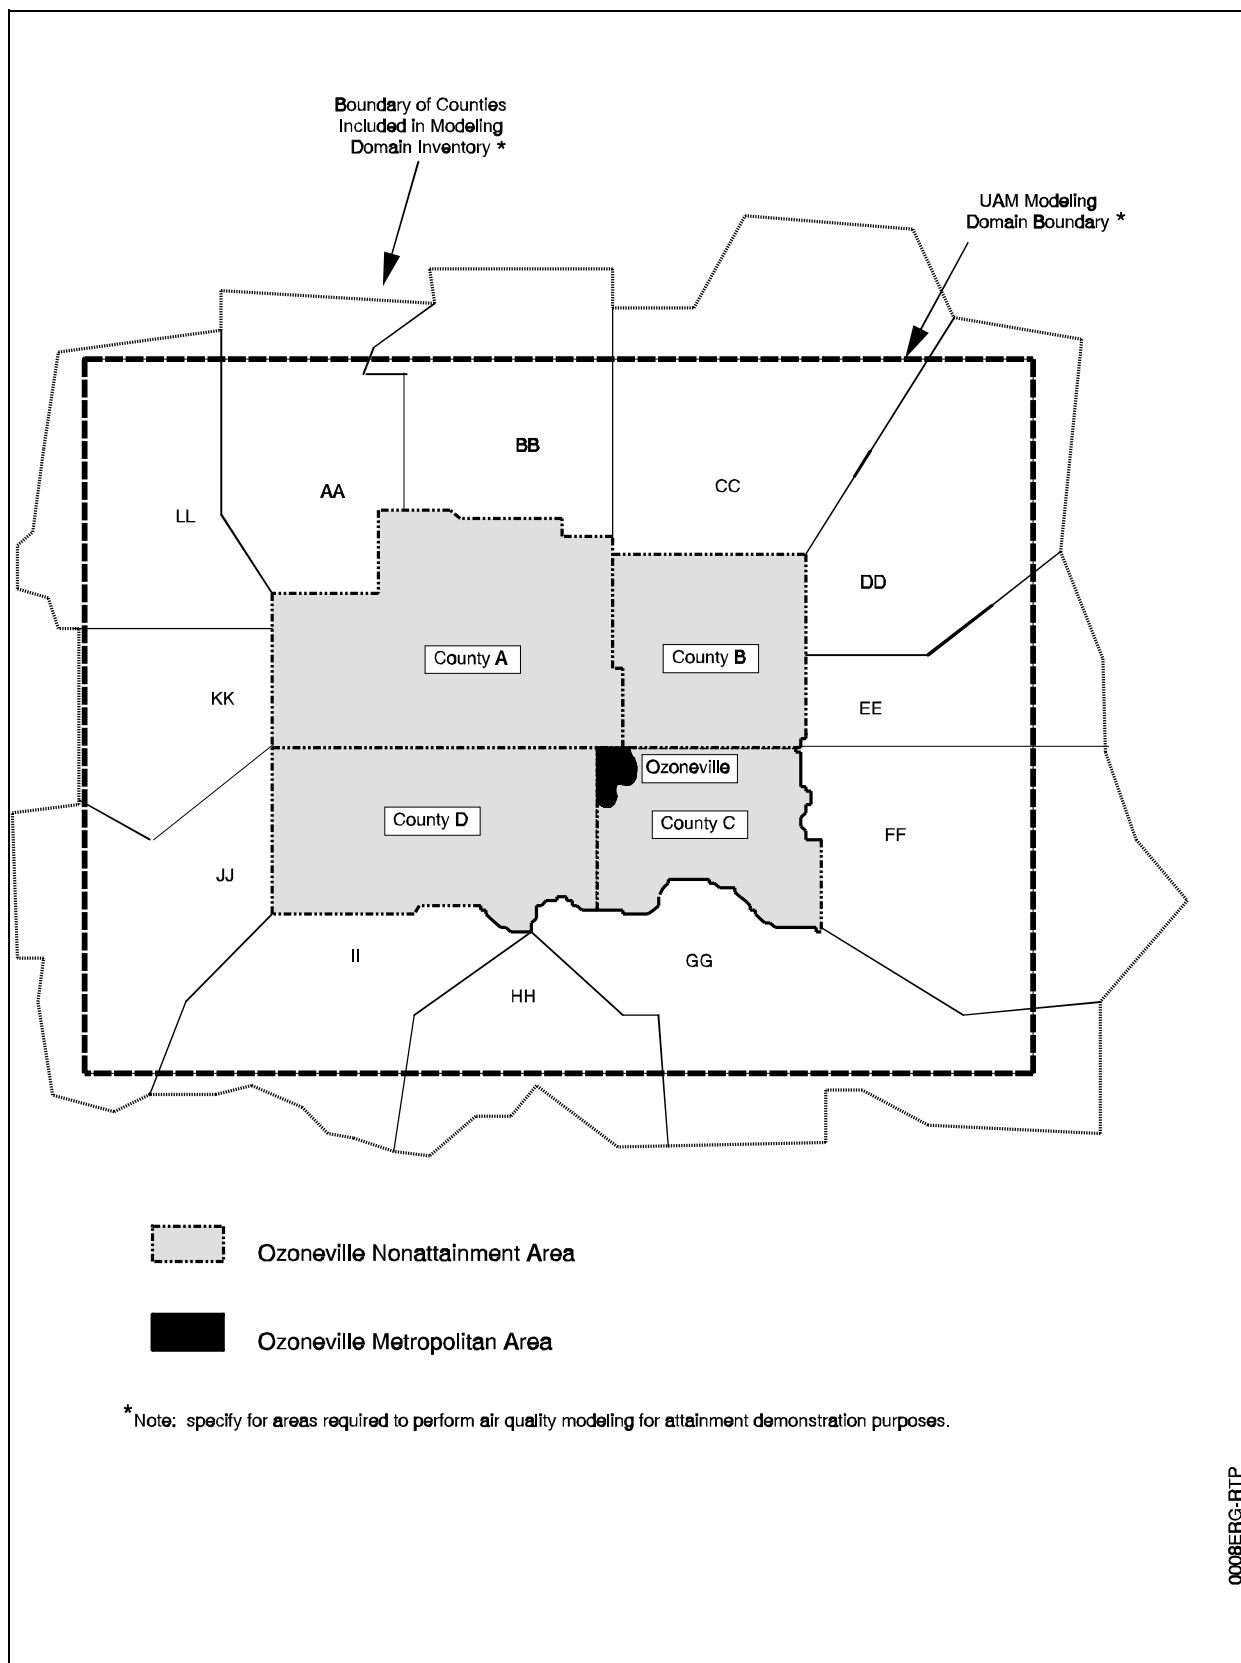 Boundary of Counties
Included in Modeling
Domain Inventory *
UAM Modeling
Domain Boundary *
BB
CC
AA
LL
DD
County A
County B
KK
EE
Ozoneville
County D
County C
FF
JJ
II
GG
HH
Ozoneville Nonattainment Area
Ozoneville Metropolitan Area
*Note: specify for areas required to perform air quality modeling for attainment demonstration purposes.
0008ERG-RTP